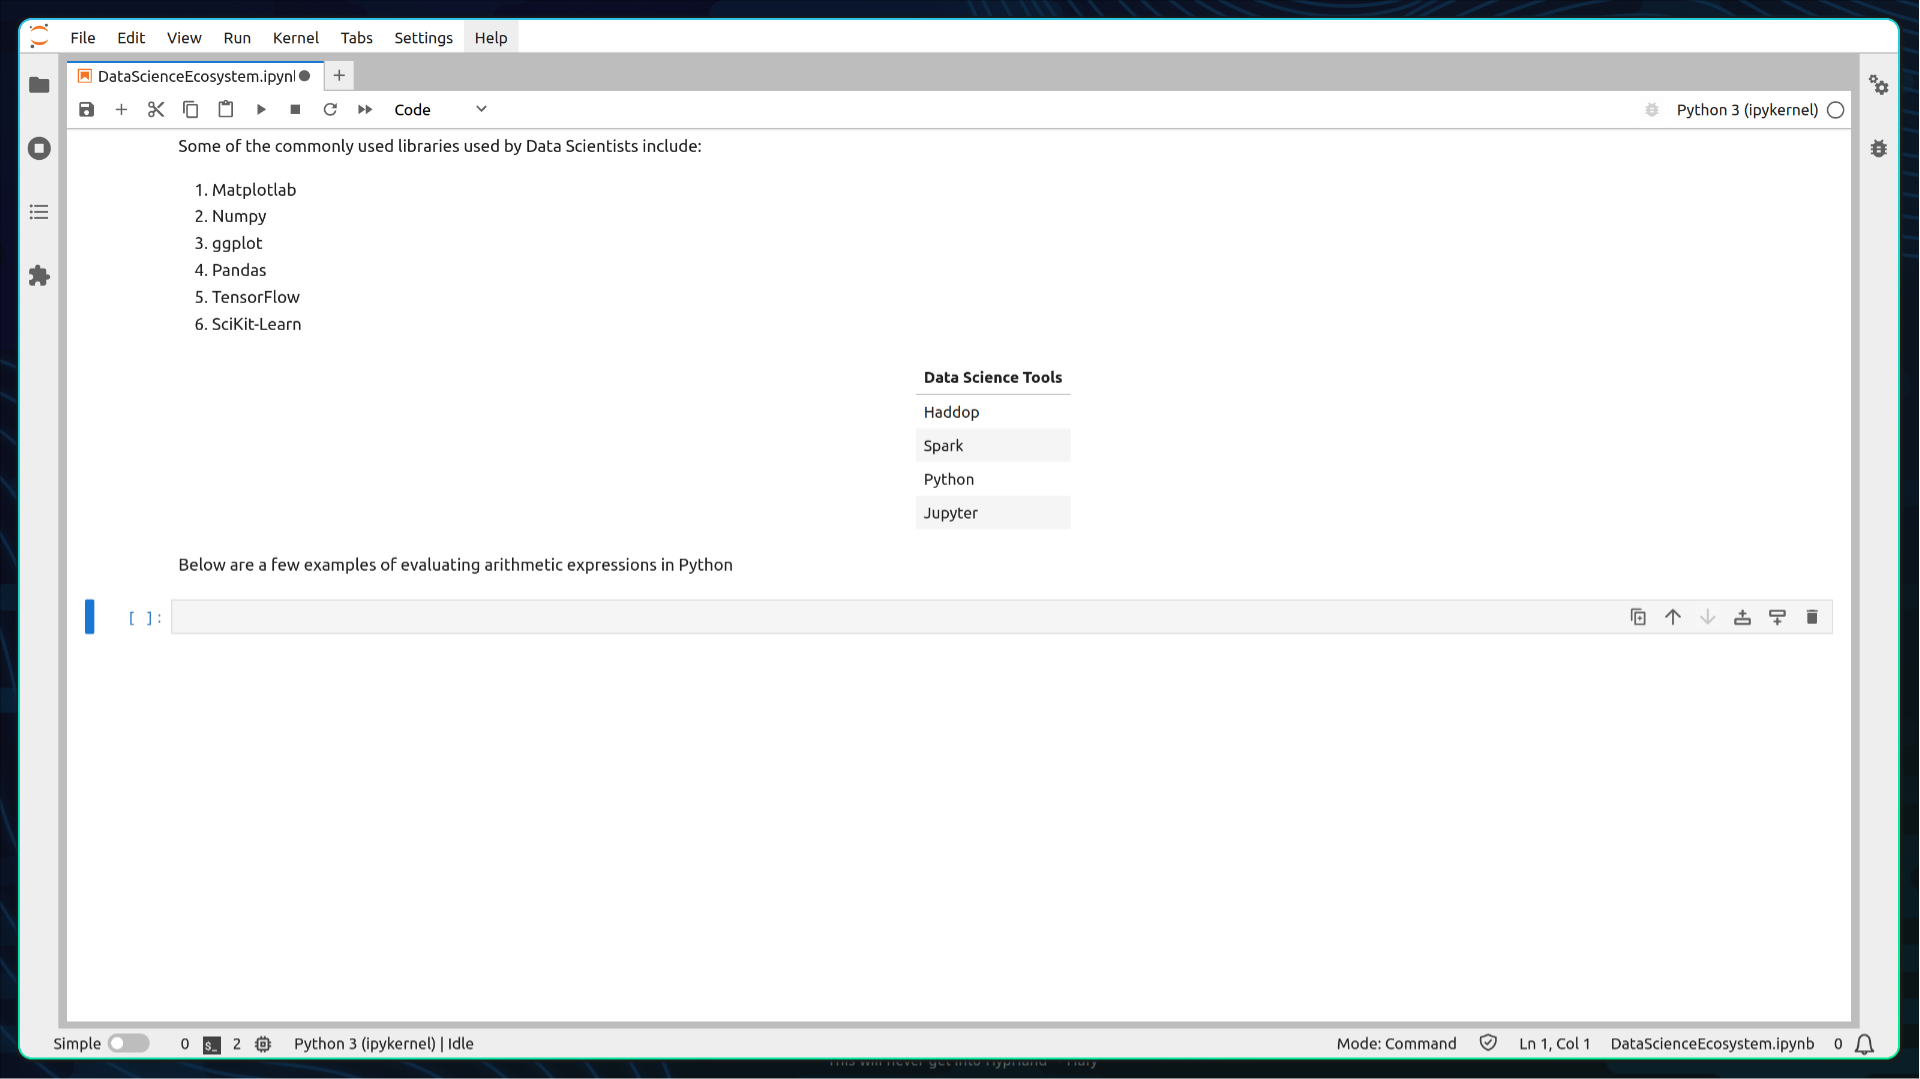 File Edit View Run Kernel Tabs Settings Help
DataScienceEcosystem.ipynl
Code
Python 3 (ipykernel)
Some of the commonly used libraries used by Data Scientists include:
1. Matplotlab
2. Numpy
3. ggplot
4. Pandas
5. TensorFlow
6. SciKit-Learn
Data Science Tools
Haddop
Spark
Python
Jupyter
Below are a few examples of evaluating arithmetic expressions in Python
[ ]:
Simple 0 $_ 2 Python 3 (ipykernel) | Idle Mode: Command Ln 1, Col 1 DataScienceEcosystem.ipynb 0